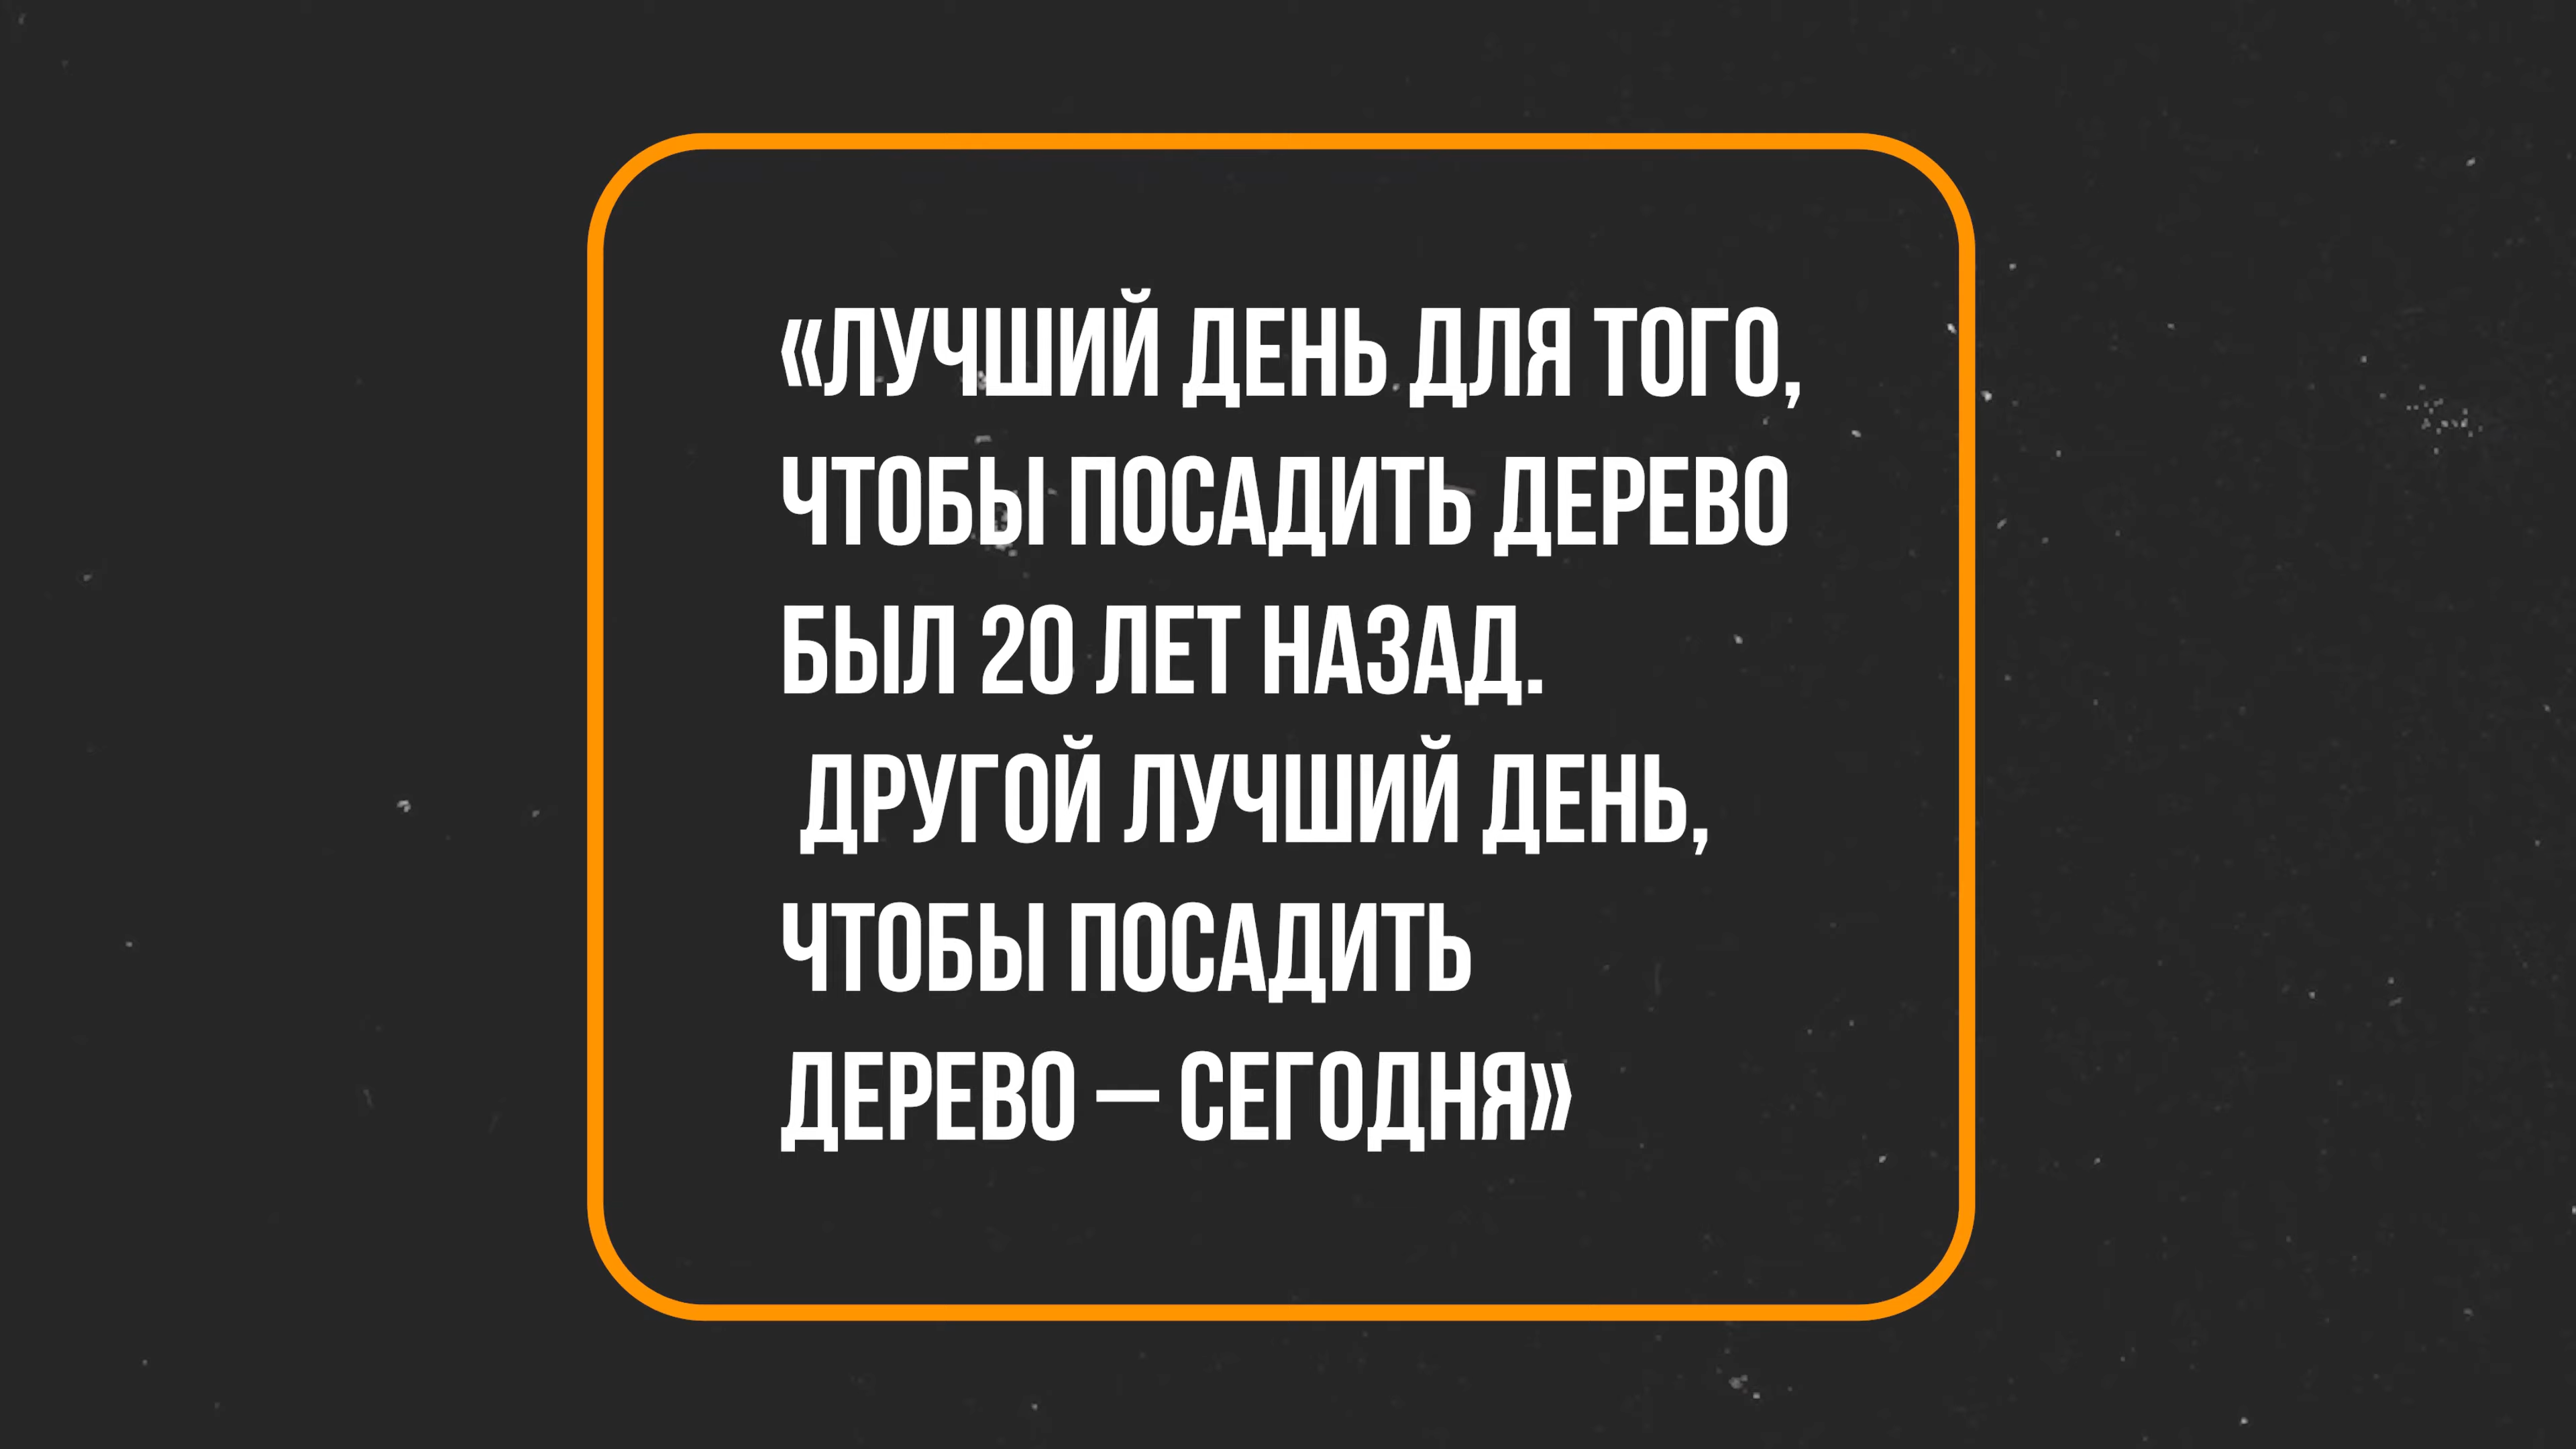 «ЛУЧШИЙ ДЕНЬ ДЛЯ ТОГО,
ЧТОБЫ ПОСАДИТЬ ДЕРЕВО
БЫЛ 20 ЛЕТ НАЗАД.
ДРУГОЙ ЛУЧШИЙ ДЕНЬ,
ЧТОБЫ ПОСАДИТЬ
ДЕРЕВО — СЕГОДНЯ»